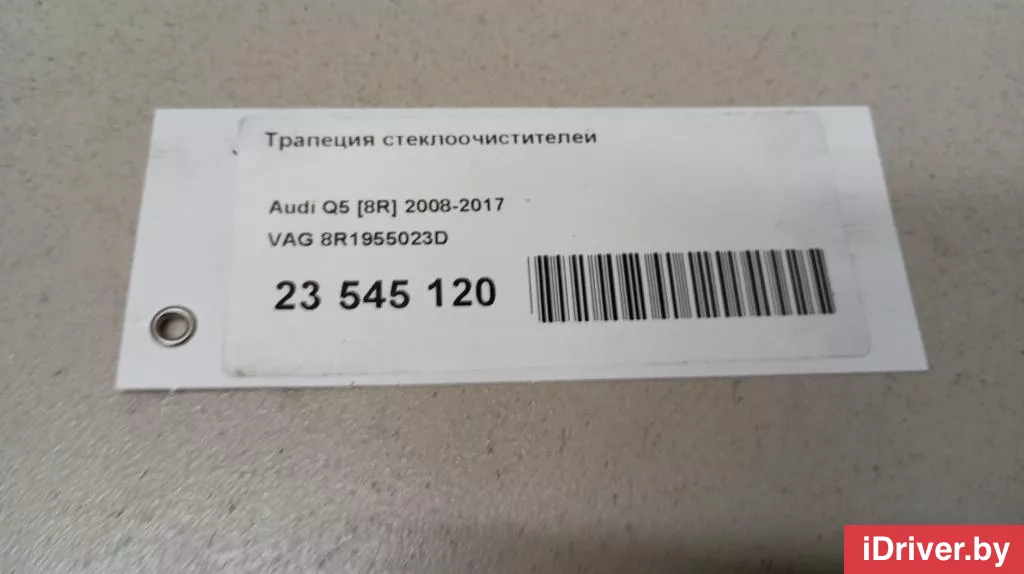 Трапеция стеклоочистителей
Audi Q5 [8R] 2008-2017
VAG 8R1955023D
23 545 120
iDriver.by